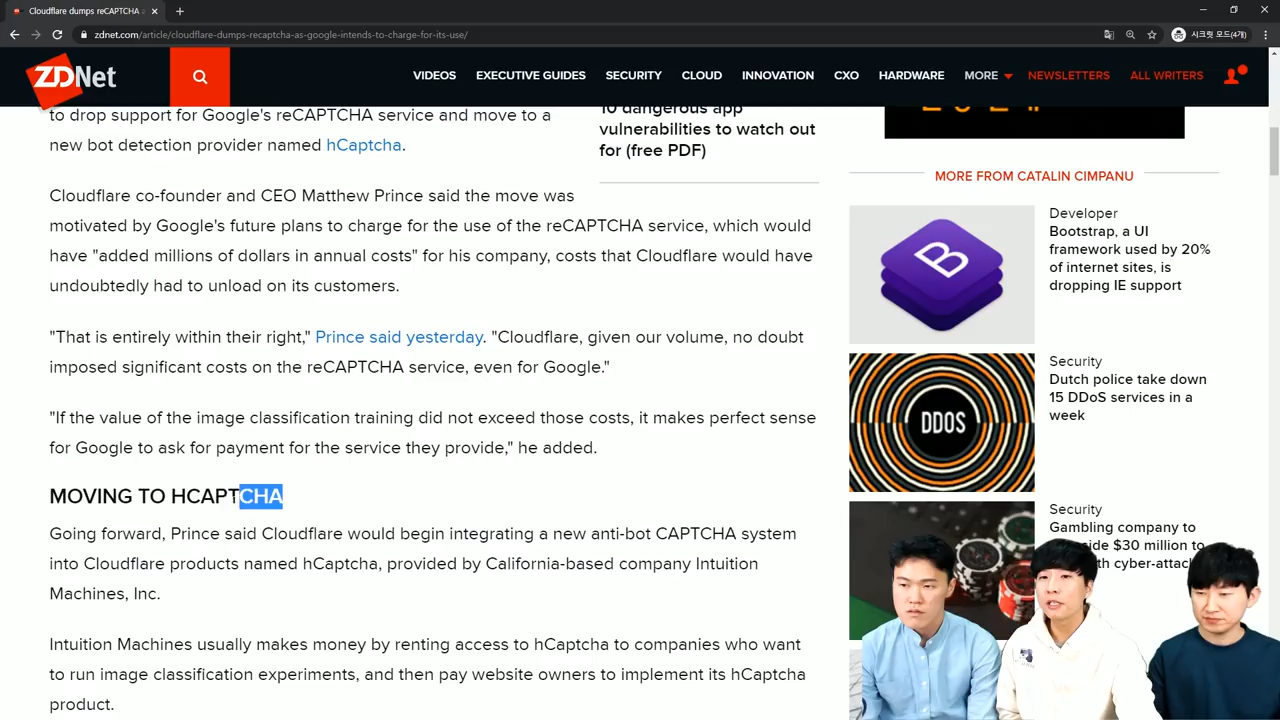 Cloudflare dumps reCAPTCHA
zdnet.com/article/cloudflare-dumps-recaptcha-as-google-intends-to-charge-for-its-use/
시크릿 모드(4개)
ZDNet
VIDEOS
EXECUTIVE GUIDES
SECURITY
CLOUD
INNOVATION
CXO
HARDWARE
MORE
NEWSLETTERS
ALL WRITERS
to drop support for Google's reCAPTCHA service and move to a
new bot detection provider named hCaptcha.
Cloudflare co-founder and CEO Matthew Prince said the move was
motivated by Google's future plans to charge for the use of the reCAPTCHA service, which would
have "added millions of dollars in annual costs" for his company, costs that Cloudflare would have
undoubtedly had to unload on its customers.
"That is entirely within their right," Prince said yesterday. "Cloudflare, given our volume, no doubt
imposed significant costs on the reCAPTCHA service, even for Google."
"If the value of the image classification training did not exceed those costs, it makes perfect sense
for Google to ask for payment for the service they provide," he added.
MOVING TO HCAPTCHA
Going forward, Prince said Cloudflare would begin integrating a new anti-bot CAPTCHA system
into Cloudflare products named hCaptcha, provided by California-based company Intuition
Machines, Inc.
Intuition Machines usually makes money by renting access to hCaptcha to companies who want
to run image classification experiments, and then pay website owners to implement its hCaptcha
product.
10 dangerous app
vulnerabilities to watch out
for (free PDF)
MORE FROM CATALIN CIMPANU
B
Developer
Bootstrap, a UI
framework used by 20%
of internet sites, is
dropping IE support
DDOS
Security
Dutch police take down
15 DDoS services in a
week
Security
Gambling company to
$30 million to
cyber-attack